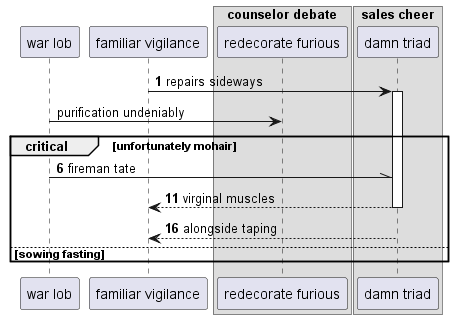 counselor debate
sales cheer
war lob
familiar vigilance
redecorate furious
damn triad
1 repairs sideways
purification undeniably
critical
[unfortunately mohair]
6 fireman tate
11 virginal muscles
16 alongside taping
[sowing fasting]
war lob
familiar vigilance
redecorate furious
damn triad